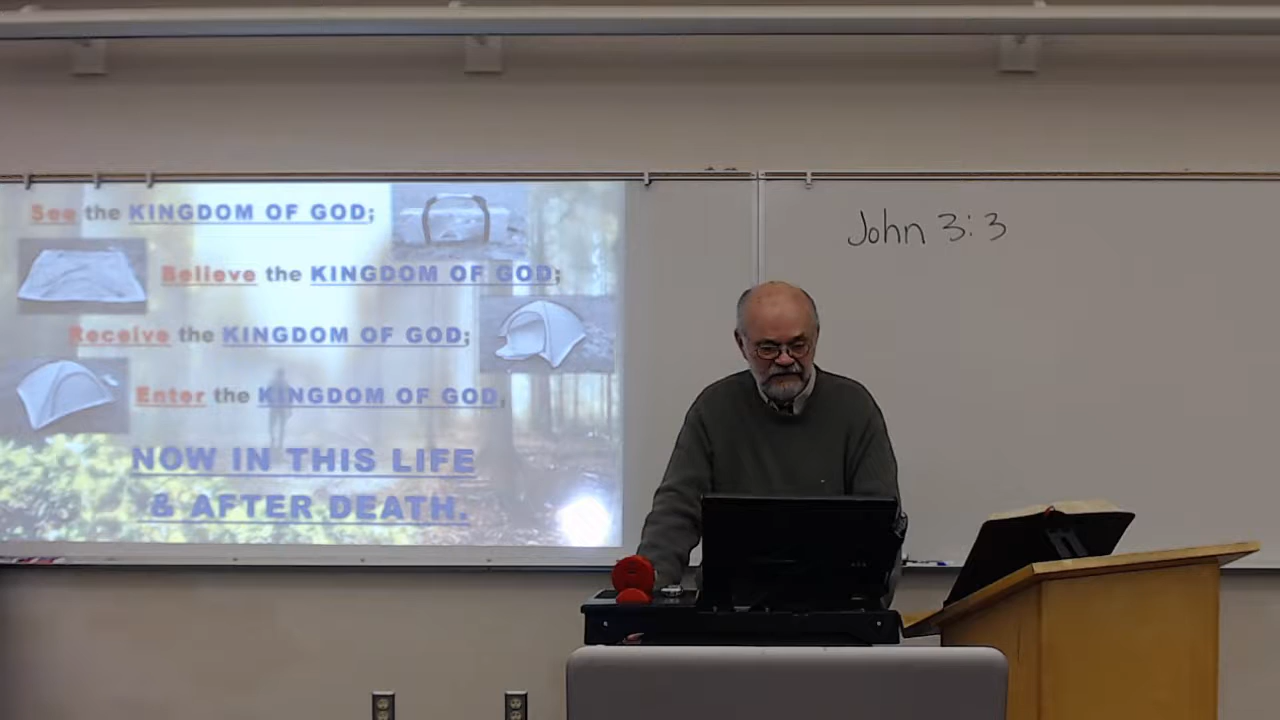 See the KINGDOM OF GOD;
Believe the KINGDOM OF GOD;
Receive the KINGDOM OF GOD;
Enter the KINGDOM OF GOD,
NOW IN THIS LIFE
& AFTER DEATH.
John 3:3